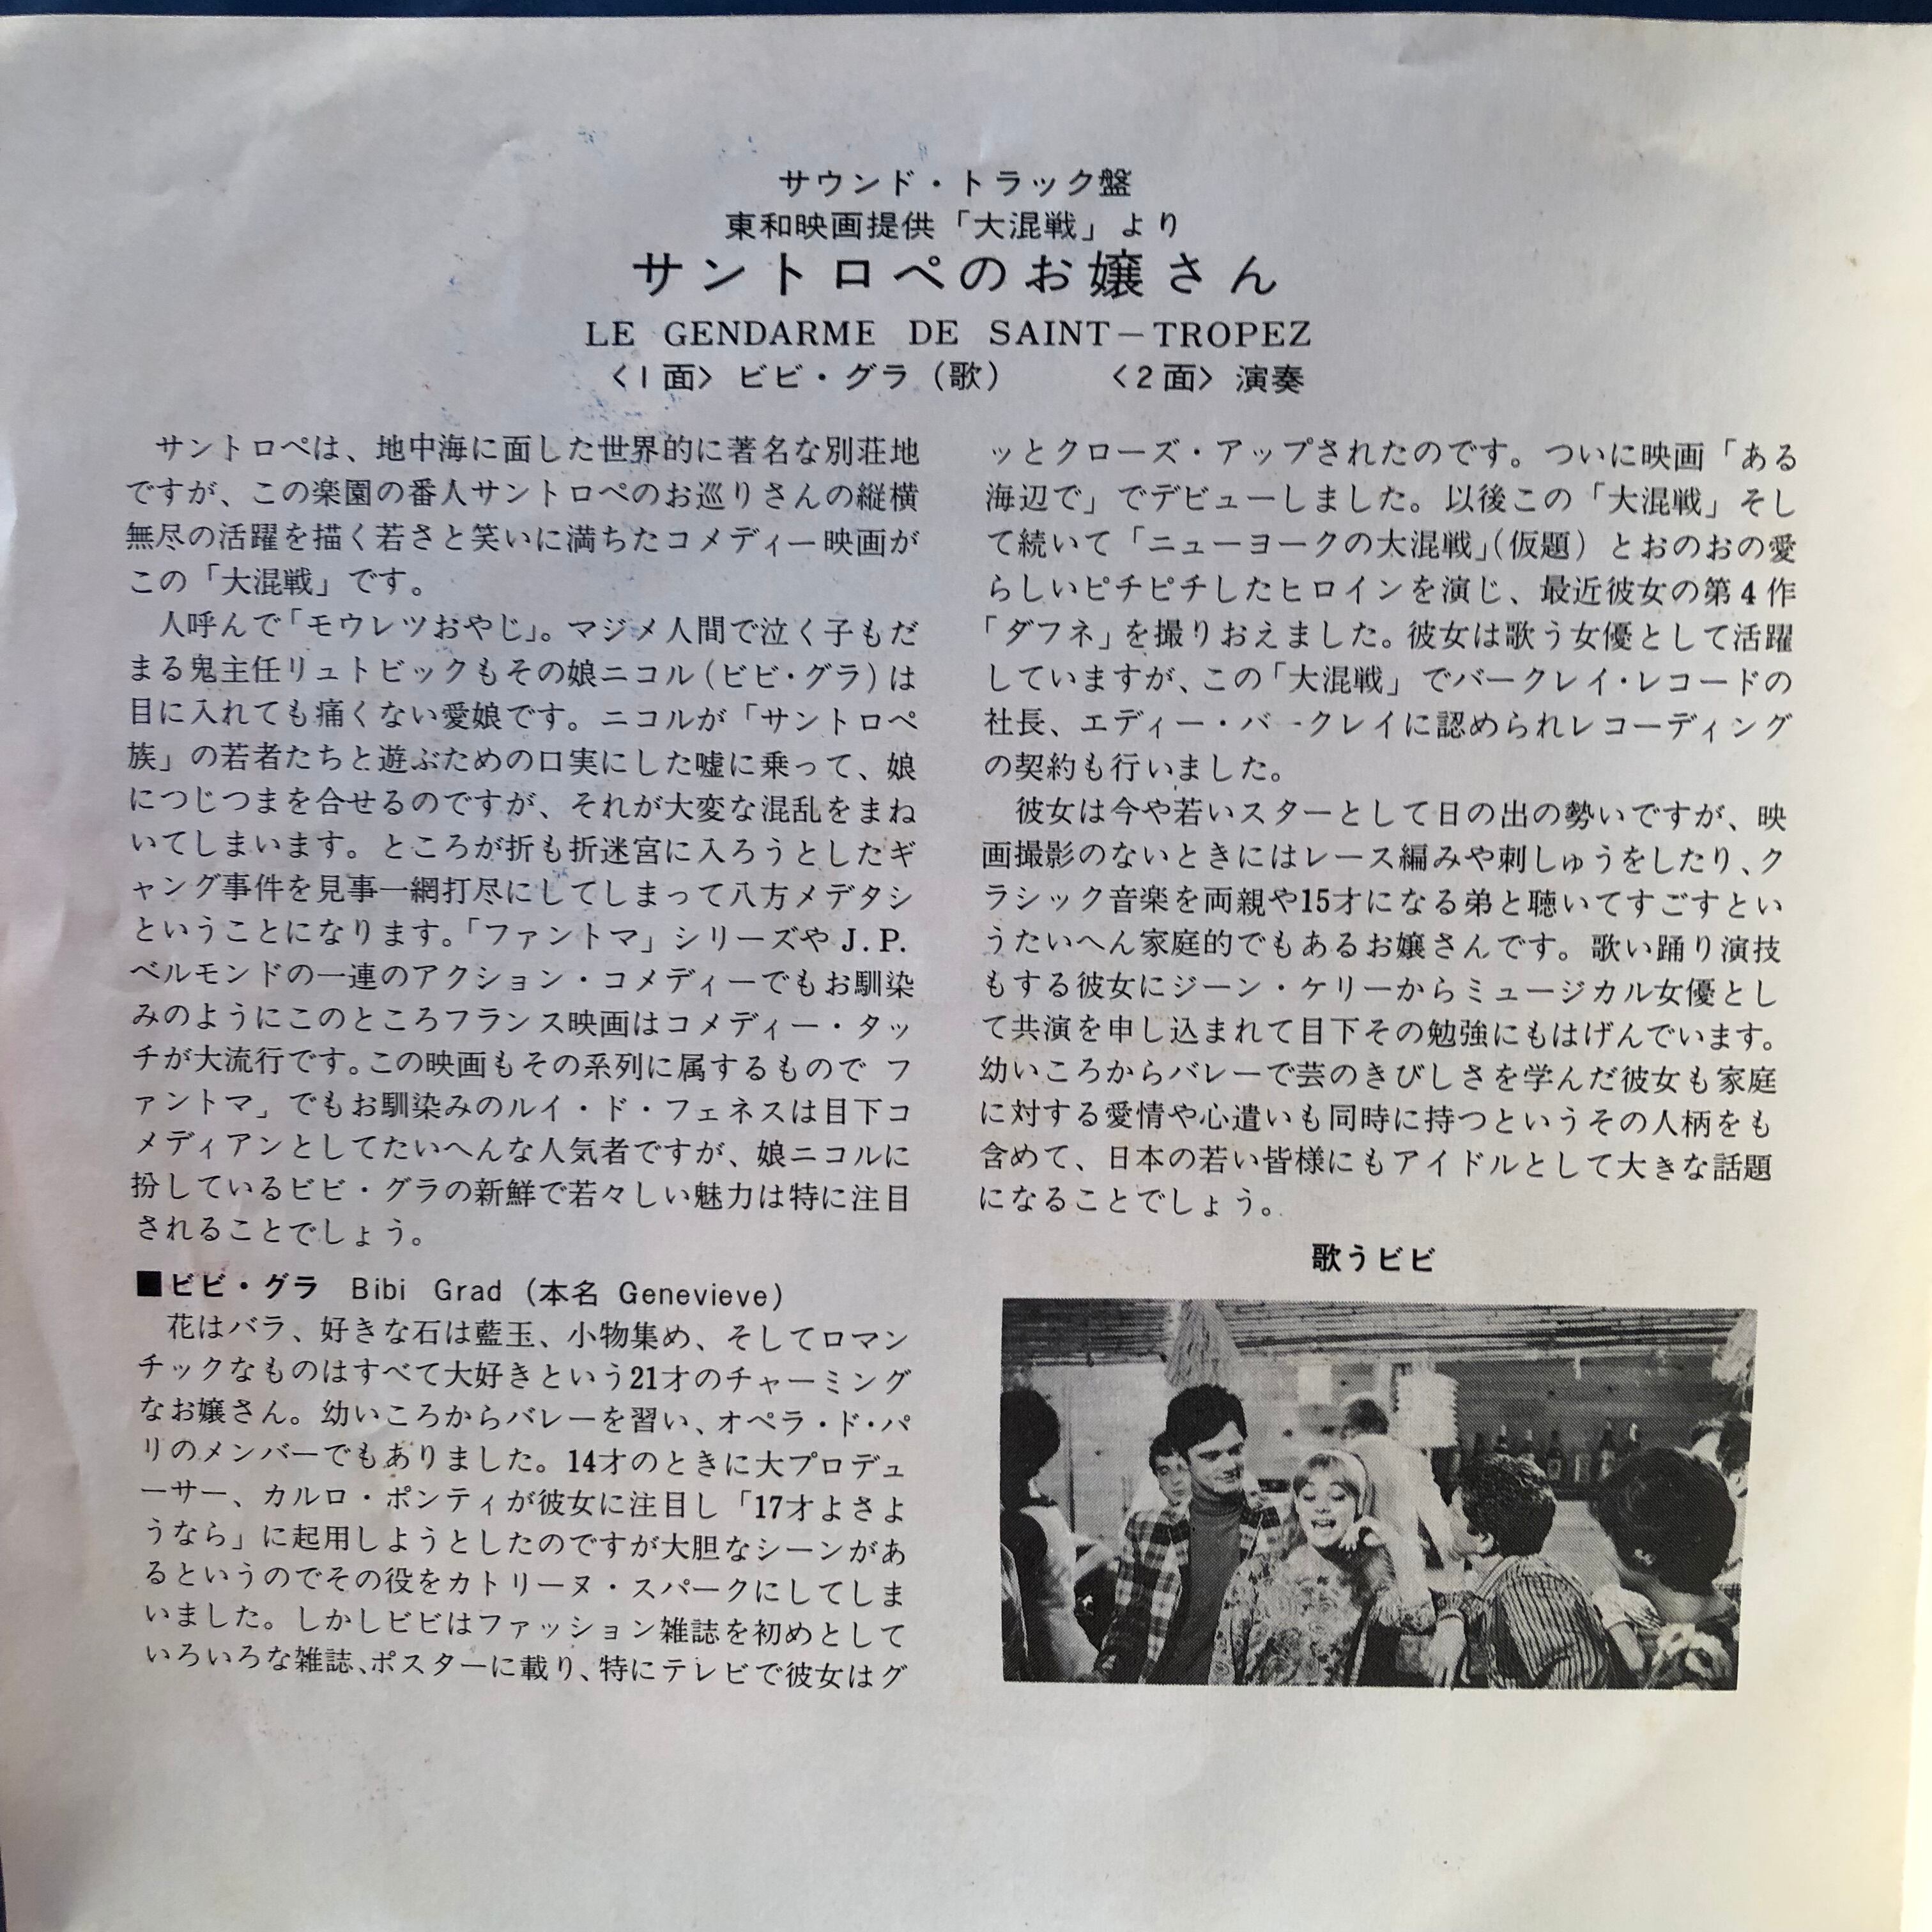 サウンド・トラック盤
東和映画提供「大混戦」より
サントロペのお嬢さん
LE GENDARME DE SAINT－TROPEZ
〈1面〉ビビ・グラ（歌）　〈2面〉演奏
サントロペは、地中海に面した世界的に著名な別荘地
ですが、この楽園の番人サントロペのお巡りさんの縦横
無尽の活躍を描く若さと笑いに満ちたコメディー映画が
この「大混戦」です。
人呼んで「モウレツおやじ」。マジメ人間で泣く子もだ
まる鬼主任リュトビックもその娘ニコル（ビビ・グラ）は
目に入れても痛くない愛娘です。ニコルが「サントロペ
族」の若者たちと遊ぶための口実にした嘘に乗って、娘
につじつまを合せるのですが、それが大変な混乱をまね
いてしまいます。ところが折も折迷宮に入ろうとしたギ
ャング事件を見事一網打尽にしてしまって八方メデタシ
ということになります。「ファントマ」シリーズや J.P.
ベルモンドの一連のアクション・コメディーでもお馴染
みのようにこのところフランス映画はコメディー・タッ
チが大流行です。この映画もその系列に属するもので フ
ァントマ」でもお馴染みのルイ・ド・フェネスは目下コ
メディアンとしてたいへんな人気者ですが、娘ニコルに
扮しているビビ・グラの新鮮で若々しい魅力は特に注目
されることでしょう。
■ビビ・グラ　Bibi Grad（本名 Genevieve）
花はバラ、好きな石は藍玉、小物集め、そしてロマン
チックなものはすべて大好きという21才のチャーミング
なお嬢さん。幼いころからバレーを習い、オペラ・ド・パ
リのメンバーでもありました。14才のときに大プロデュ
ーサー、カルロ・ポンティが彼女に注目し「17才よさよ
うなら」に起用しようとしたのですが大胆なシーンがあ
るというのでその役をカトリーヌ・スパークにしてしま
いました。しかしビビはファッション雑誌を初めとして
いろいろな雑誌、ポスターに載り、特にテレビで彼女はグ
ッとクローズ・アップされたのです。ついに映画「ある
海辺で」でデビューしました。以後この「大混戦」そし
て続いて「ニューヨークの大混戦」（仮題）とおのおの愛
らしいピチピチしたヒロインを演じ、最近彼女の第4作
「ダフネ」を撮りおえました。彼女は歌う女優として活躍
していますが、この「大混戦」でバークレイ・レコードの
社長、エディー・バークレイに認められレコーディング
の契約も行いました。
彼女は今や若いスターとして日の出の勢いですが、映
画撮影のないときにはレース編みや刺しゅうをしたり、ク
ラシック音楽を両親や15才になる弟と聴いてすごすとい
うたいへん家庭的でもあるお嬢さんです。歌い踊り演技
もする彼女にジーン・ケリーからミュージカル女優とし
て共演を申し込まれて目下その勉強にもはげんでいます。
幼いころからバレーで芸のきびしさを学んだ彼女も家庭
に対する愛情や心遣いも同時に持つというその人柄をも
含めて、日本の若い皆様にもアイドルとして大きな話題
になることでしょう。
歌うビビ